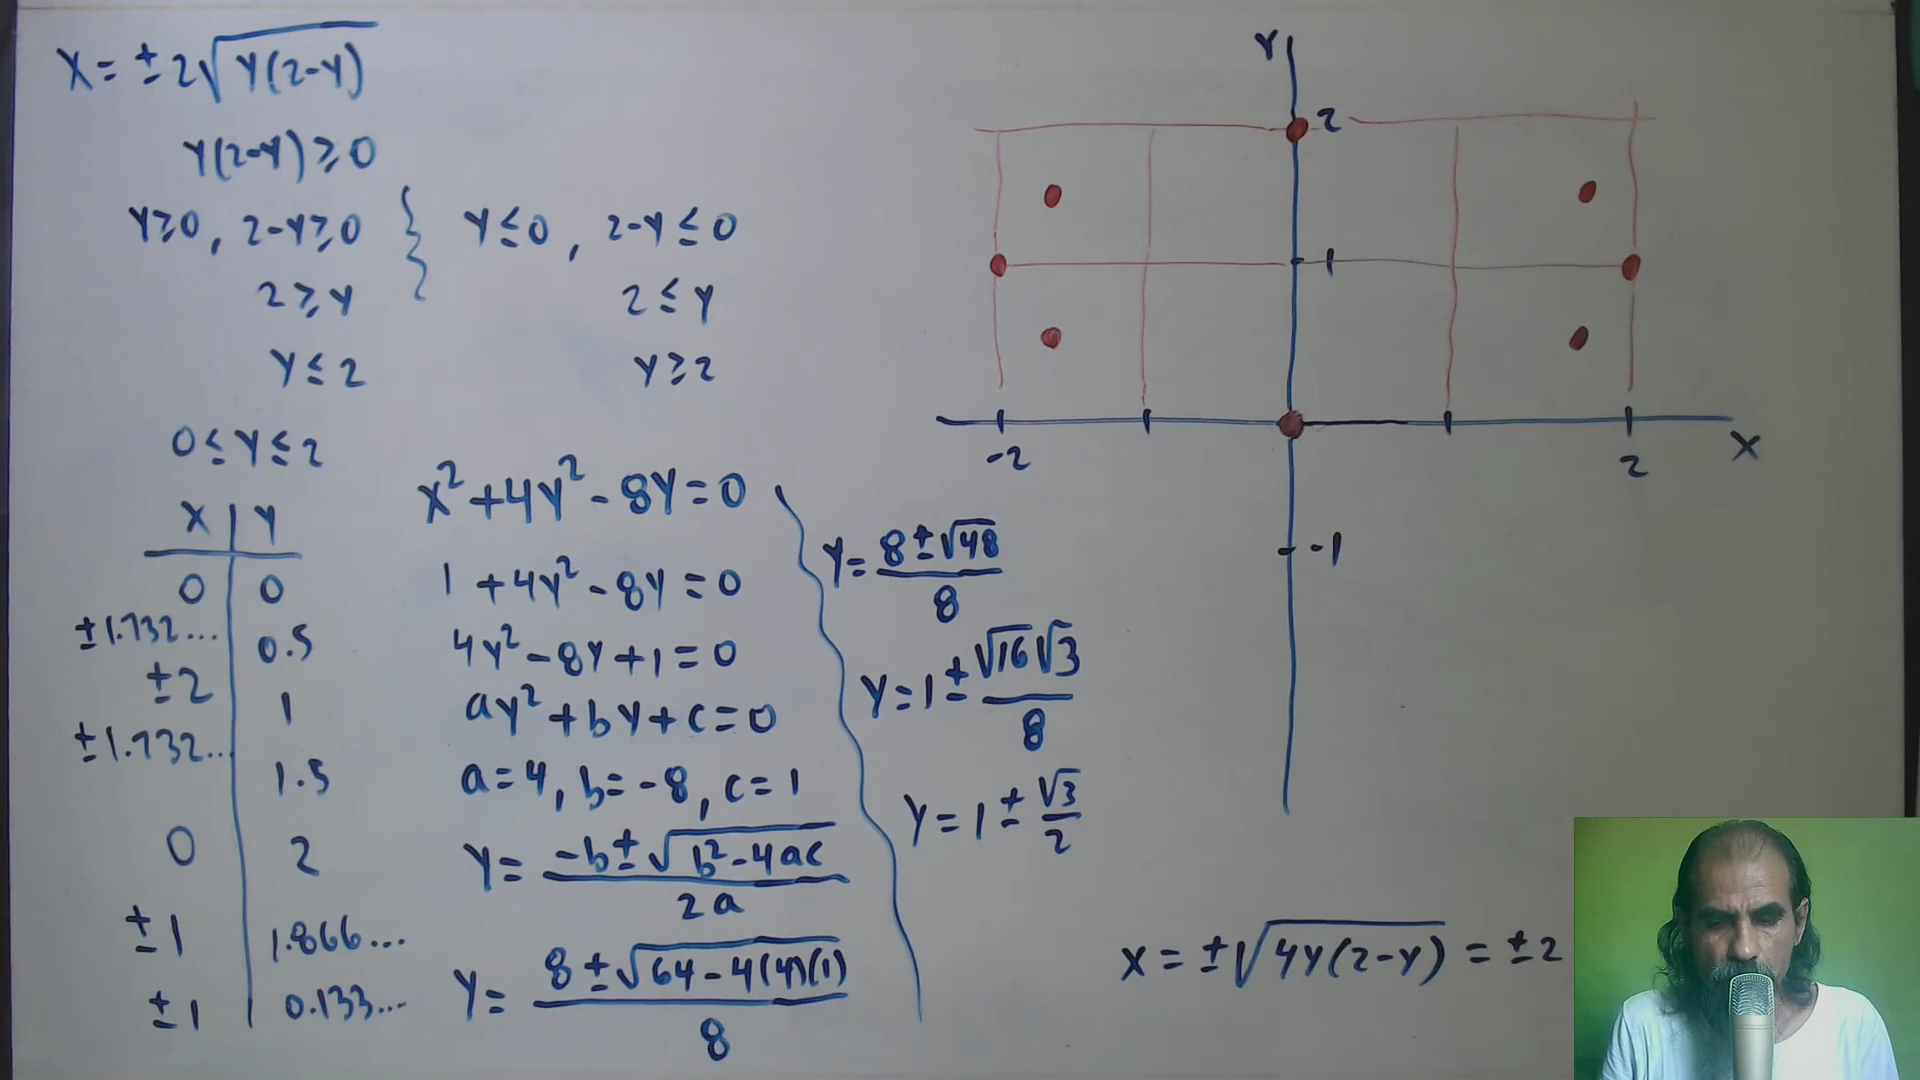 X = ±2√Y(2-Y)
Y(2-Y) ≥ 0
Y ≥ 0, 2-Y ≥ 0 } Y ≤ 0, 2-Y ≤ 0
2 ≥ Y
2 ≤ Y
Y ≤ 2
Y ≥ 2
0 ≤ Y ≤ 2
X | Y
0 | 0
±1.732... | 0.5
±2 | 1
±1.732... | 1.5
0 | 2
±1 | 1.866...
±1 | 0.133...
X² + 4Y² - 8Y = 0
1 + 4Y² - 8Y = 0
4Y² - 8Y + 1 = 0
aY² + bY + c = 0
a = 4, b = -8, c = 1
Y = (-b ± √b² - 4ac) / 2a
Y = (8 ± √64 - 4(4)(1)) / 8
Y = (8 ± √48) / 8
Y = 1 ± √16√3 / 8
Y = 1 ± √3 / 2
Y
2
1
-2
2
X
-1
X = ±√4Y(2-Y) = ±2